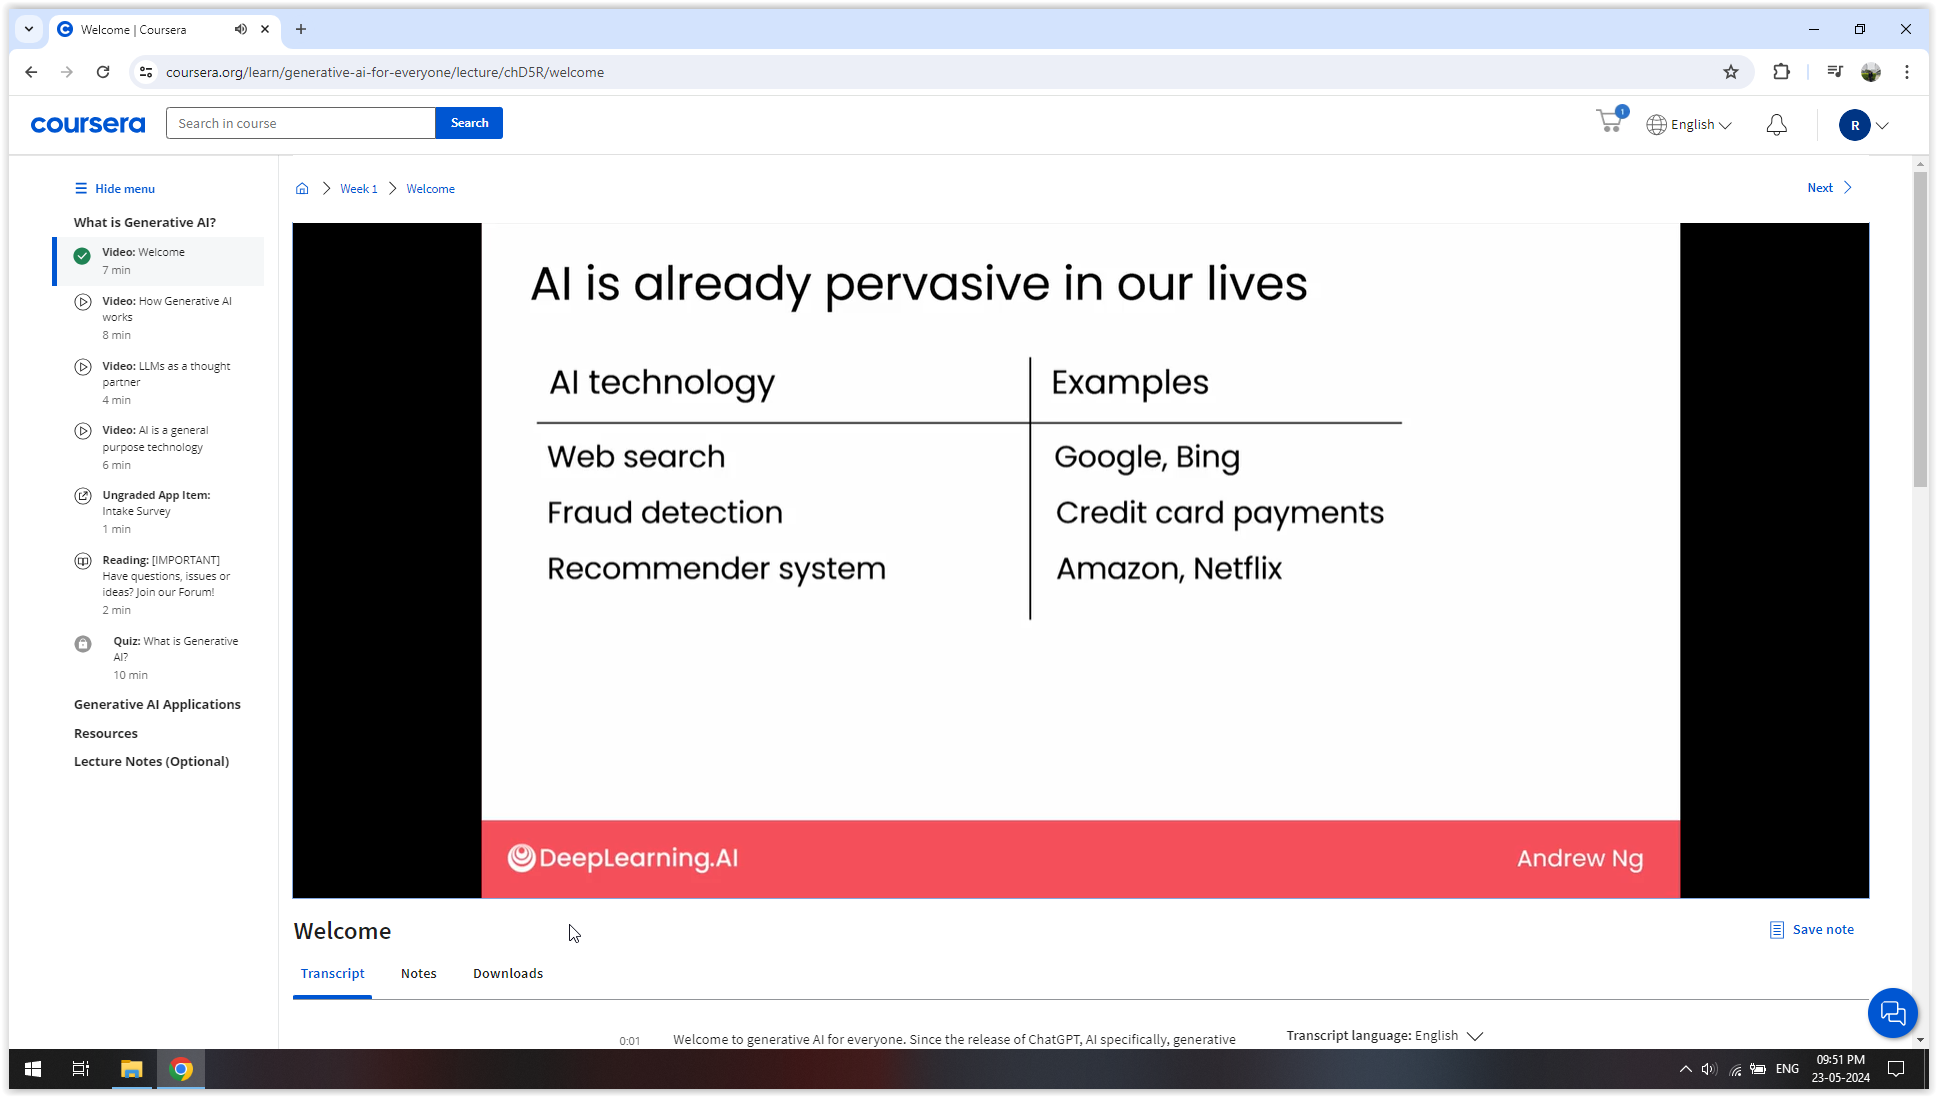 Welcome | Coursera
coursera.org/learn/generative-ai-for-everyone/lecture/chD5R/welcome
coursera
Search in course
Search
1
English
R
Hide menu
Week 1
Welcome
Next
What is Generative AI?
Video: Welcome
7 min
Video: How Generative AI
works
8 min
Video: LLMs as a thought
partner
4 min
Video: AI is a general
purpose technology
6 min
Ungraded App Item:
Intake Survey
1 min
Reading: [IMPORTANT]
Have questions, issues or
ideas? Join our Forum!
2 min
Quiz: What is Generative
AI?
10 min
Generative AI Applications
Resources
Lecture Notes (Optional)
AI is already pervasive in our lives
AI technology Examples
Web search Google, Bing
Fraud detection Credit card payments
Recommender system Amazon, Netflix
DeepLearning.AI
Andrew Ng
Welcome
Save note
Transcript Notes Downloads
0:01 Welcome to generative AI for everyone. Since the release of ChatGPT, AI specifically, generative
Transcript language: English
ENG
09:51 PM
23-05-2024